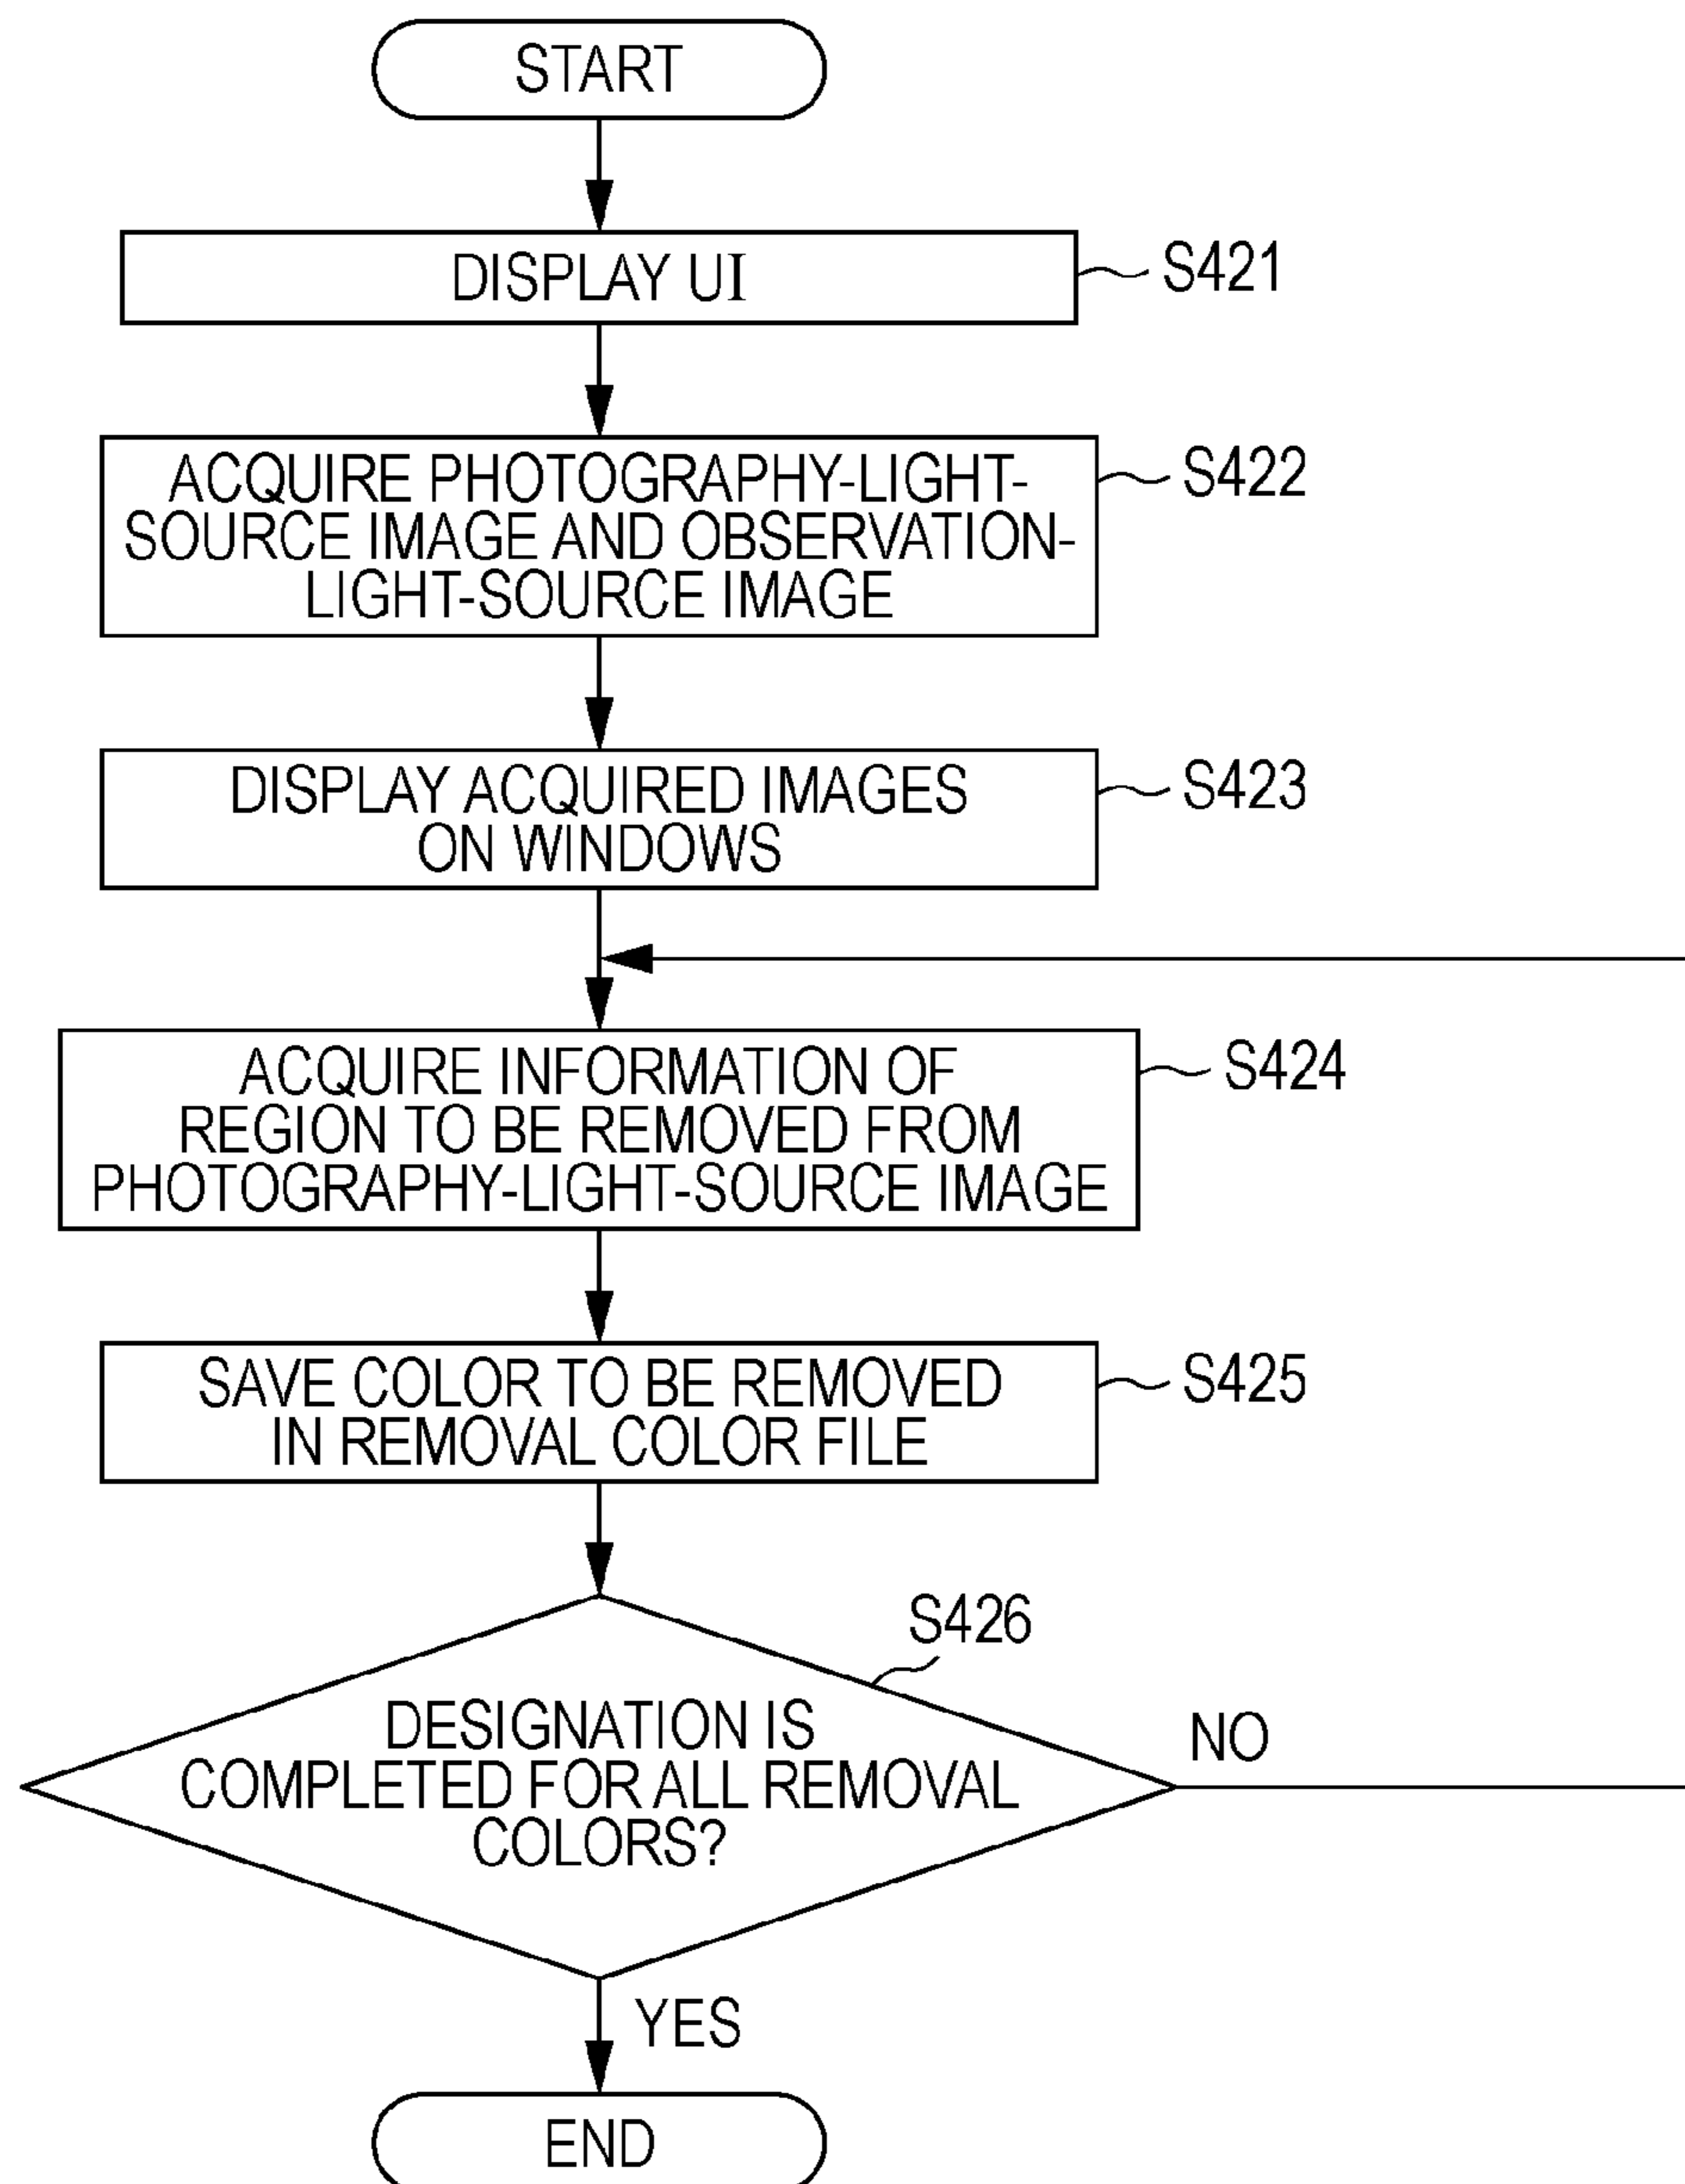 START
DISPLAY UI
S421
ACQUIRE PHOTOGRAPHY-LIGHT-
SOURCE IMAGE AND OBSERVATION-
LIGHT-SOURCE IMAGE
S422
DISPLAY ACQUIRED IMAGES
ON WINDOWS
S423
ACQUIRE INFORMATION OF
REGION TO BE REMOVED FROM
PHOTOGRAPHY-LIGHT-SOURCE IMAGE
S424
SAVE COLOR TO BE REMOVED
IN REMOVAL COLOR FILE
S425
S426
DESIGNATION IS
COMPLETED FOR ALL REMOVAL
COLORS?
NO
YES
END